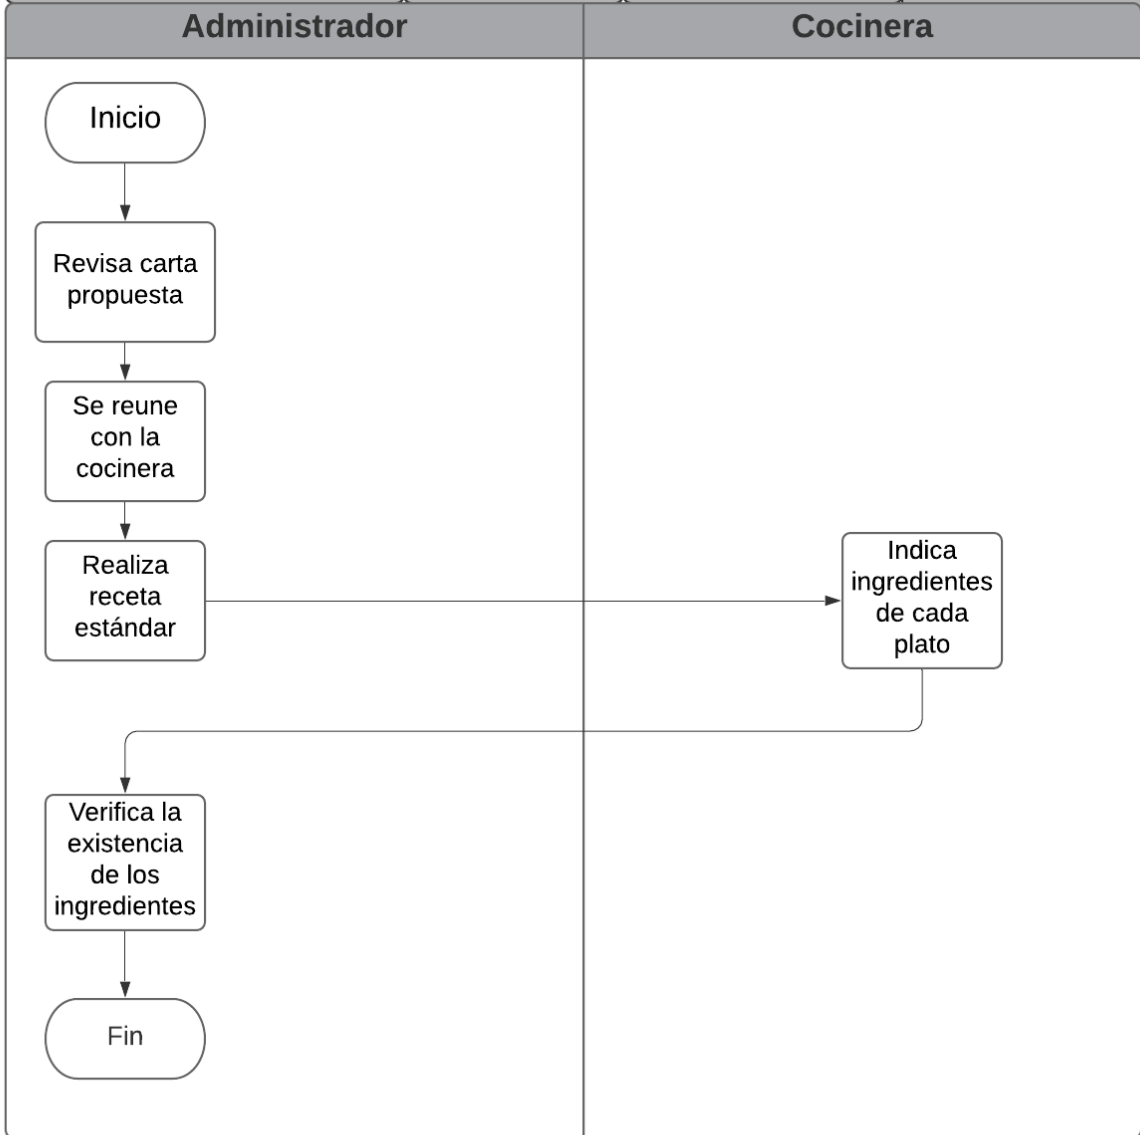 Administrador
Cocinera
Inicio
Revisa carta
propuesta
Se reune
con la
cocinera
Realiza
receta
estándar
Indica
ingredientes
de cada
plato
Verifica la
existencia
de los
ingredientes
Fin